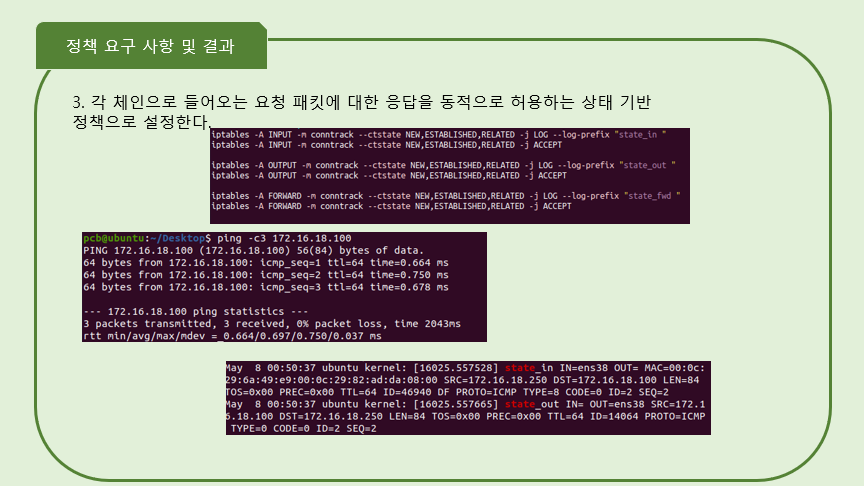 정책 요구 사항 및 결과
3. 각 체인으로 들어오는 요청 패킷에 대한 응답을 동적으로 허용하는 상태 기반
정책으로 설정한다.
iptables -A INPUT -m conntrack --ctstate NEW,ESTABLISHED,RELATED -j LOG --log-prefix "state_in "
iptables -A INPUT -m conntrack --ctstate NEW,ESTABLISHED,RELATED -j ACCEPT
iptables -A OUTPUT -m conntrack --ctstate NEW,ESTABLISHED,RELATED -j LOG --log-prefix "state_out "
iptables -A OUTPUT -m conntrack --ctstate NEW,ESTABLISHED,RELATED -j ACCEPT
iptables -A FORWARD -m conntrack --ctstate NEW,ESTABLISHED,RELATED -j LOG --log-prefix "state_fwd "
iptables -A FORWARD -m conntrack --ctstate NEW,ESTABLISHED,RELATED -j ACCEPT
pcb@ubuntu:~/Desktop$ ping -c3 172.16.18.100
PING 172.16.18.100 (172.16.18.100) 56(84) bytes of data.
64 bytes from 172.16.18.100: icmp_seq=1 ttl=64 time=0.664 ms
64 bytes from 172.16.18.100: icmp_seq=2 ttl=64 time=0.750 ms
64 bytes from 172.16.18.100: icmp_seq=3 ttl=64 time=0.678 ms
--- 172.16.18.100 ping statistics ---
3 packets transmitted, 3 received, 0% packet loss, time 2043ms
rtt min/avg/max/mdev = 0.664/0.697/0.750/0.037 ms
May  8 00:50:37 ubuntu kernel: [16025.557528] state_in IN=ens38 OUT= MAC=00:0c:
29:6a:49:e9:00:0c:29:82:ad:da:08:00 SRC=172.16.18.250 DST=172.16.18.100 LEN=84
TOS=0x00 PREC=0x00 TTL=64 ID=46940 DF PROTO=ICMP TYPE=8 CODE=0 ID=2 SEQ=2
May  8 00:50:37 ubuntu kernel: [16025.557665] state_out IN= OUT=ens38 SRC=172.1
6.18.100 DST=172.16.18.250 LEN=84 TOS=0x00 PREC=0x00 TTL=64 ID=14064 PROTO=ICMP
TYPE=0 CODE=0 ID=2 SEQ=2